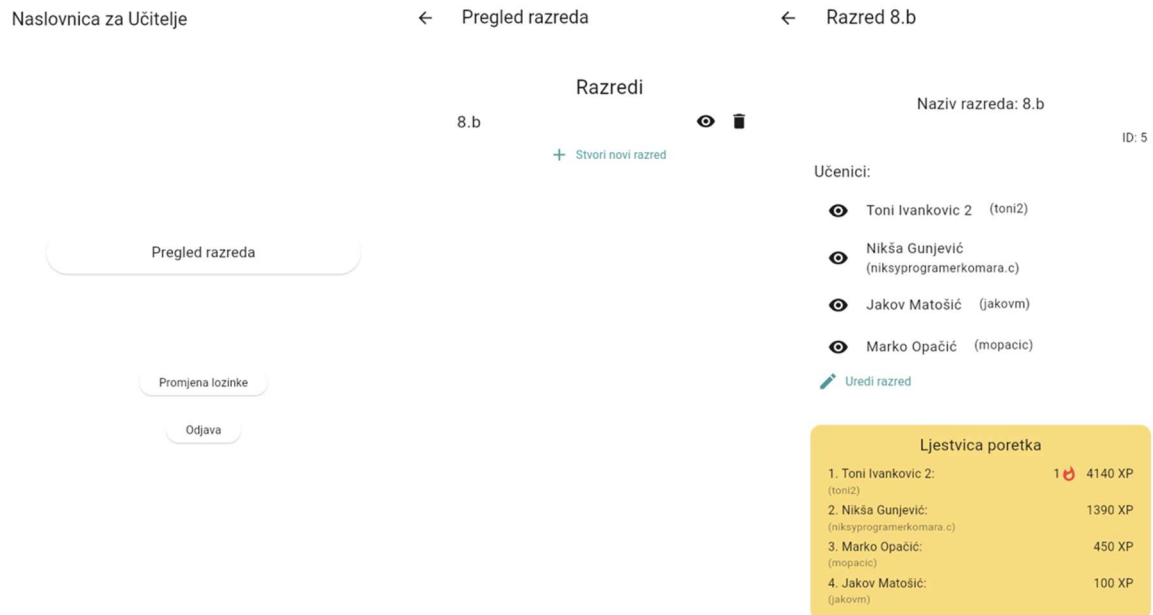 Naslovnica za Učitelje
Pregled razreda
Promjena lozinke
Odjava
Pregled razreda
Razredi
8.b
Stvori novi razred
Razred 8.b
Naziv razreda: 8.b
ID: 5
Učenici:
Toni Ivankovic 2 (toni2)
Nikša Gunjević
(niksyprogramerkomara.c)
Jakov Matošić (jakovm)
Marko Opačić (mopacic)
Uredi razred
Ljestvica poretka
1. Toni Ivankovic 2: 1 4140 XP
(toni2)
2. Nikša Gunjević: 1390 XP
(niksyprogramerkomara.c)
3. Marko Opačić: 450 XP
(mopacic)
4. Jakov Matošić: 100 XP
(jakovm)